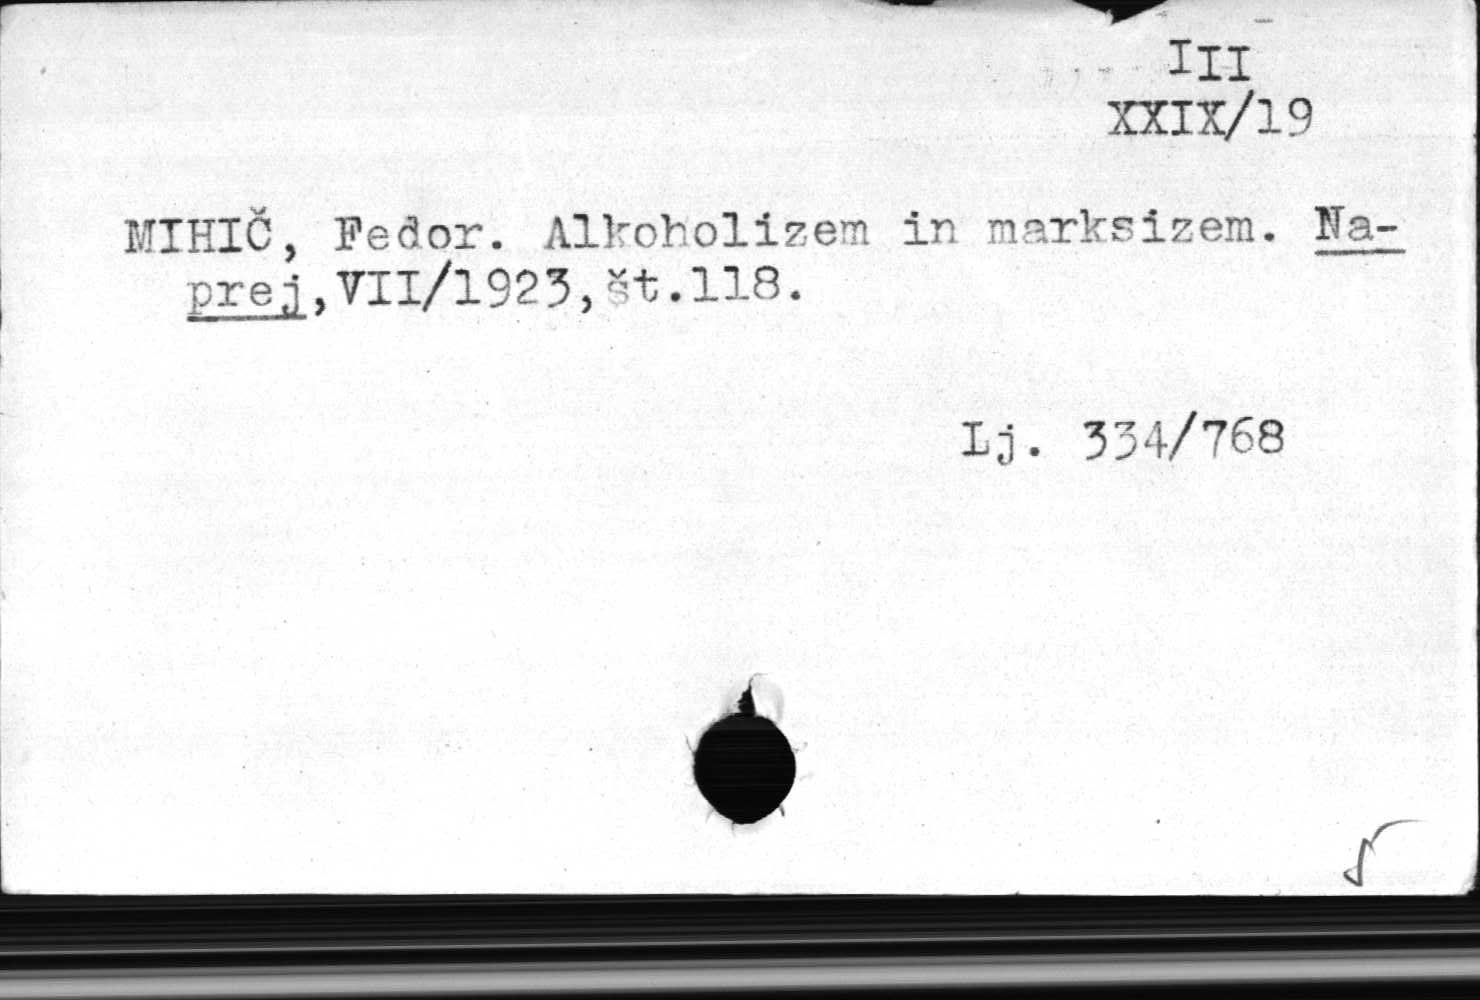 III
XXIX/19
MIHIČ, Fedor. Alkoholizem in marksizem. Na-
prej,VII/1923,št.118.
Lj. 334/768